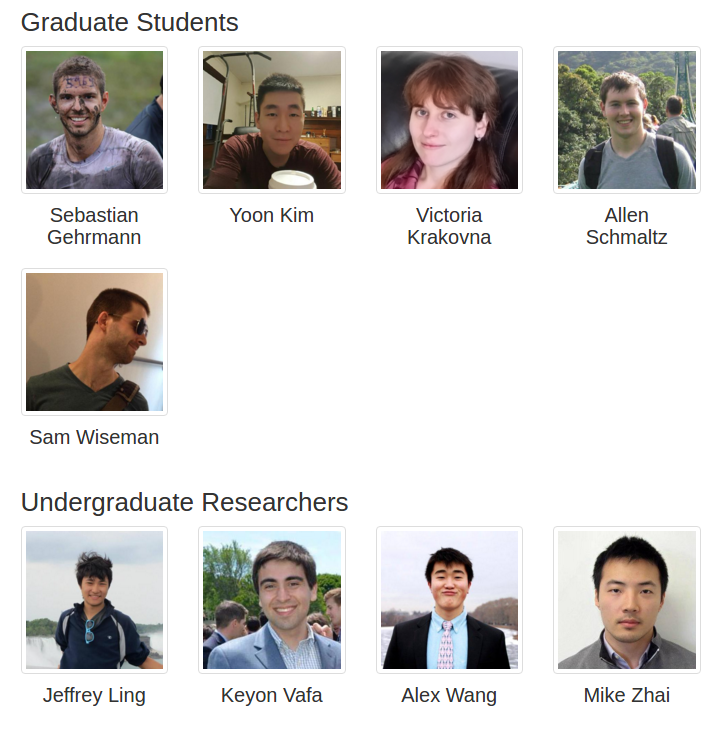 Graduate Students
Sebastian Yoon Kim Victoria Allen
Gehrmann Krakovna Schmaltz
Sam Wiseman
Undergraduate Researchers
Jeffrey Ling Keyon Vafa Alex Wang Mike Zhai